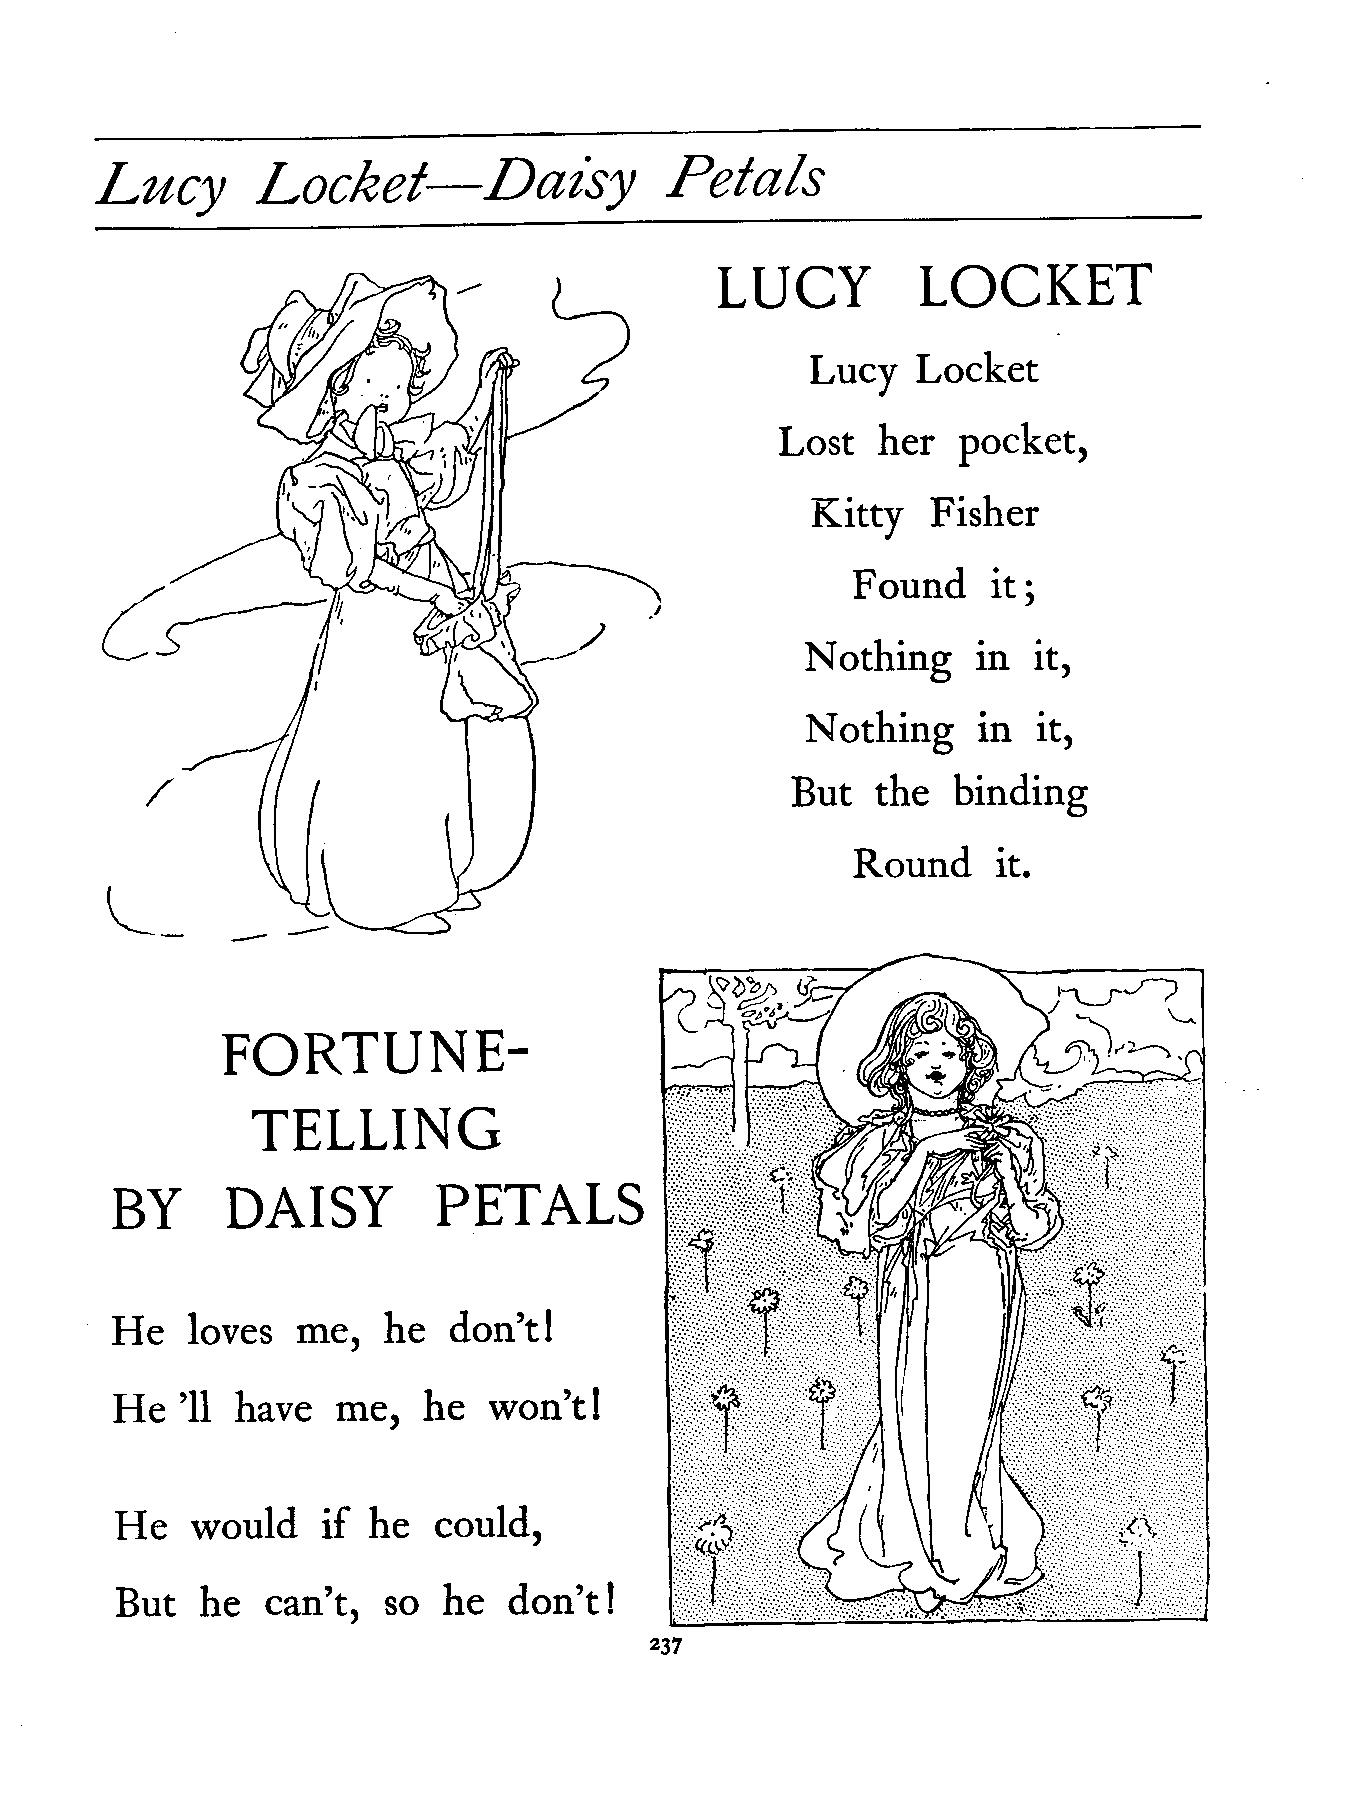 Lucy Locket—Daisy Petals
LUCY LOCKET
Lucy Locket
Lost her pocket,
Kitty Fisher
Found it;
Nothing in it,
Nothing in it,
But the binding
Round it.
FORTUNE-
TELLING
BY DAISY PETALS
He loves me, he don't!
He 'll have me, he won't!
He would if he could,
But he can't, so he don't!
237